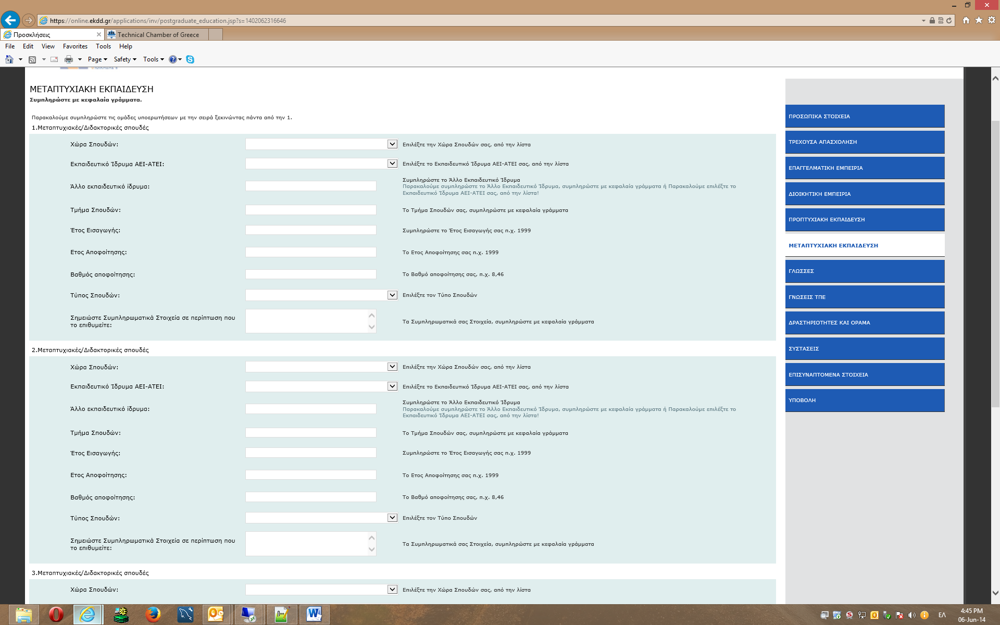 https://online.ekdd.gr/applications/inv/postgraduate_education.jsp?s=1402062316646
Προσκλήσεις
Technical Chamber of Greece
File Edit View Favorites Tools Help
Page Safety Tools
ΜΕΤΑΠΤΥΧΙΑΚΗ ΕΚΠΑΙΔΕΥΣΗ
Συμπληρώστε με κεφαλαία γράμματα.
Παρακαλούμε συμπληρώστε τις ομάδες υποερωτήσεων με την σειρά ξεκινώντας πάντα από την 1.
1.Μεταπτυχιακές/Διδακτορικές σπουδές
Χώρα Σπουδών:
Επιλέξτε την Χώρα Σπουδών σας, από την λίστα
Εκπαιδευτικό Ίδρυμα ΑΕΙ-ΑΤΕΙ:
Επιλέξτε το Εκπαιδευτικό Ίδρυμα ΑΕΙ-ΑΤΕΙ σας, από την λίστα
Άλλο εκπαιδευτικό ίδρυμα:
Συμπληρώστε το Άλλο Εκπαιδευτικό Ίδρυμα
Παρακαλούμε συμπληρώστε το Άλλο Εκπαιδευτικό Ίδρυμα, συμπληρώστε με κεφαλαία γράμματα ή Παρακαλούμε επιλέξτε το
Εκπαιδευτικό Ίδρυμα ΑΕΙ-ΑΤΕΙ σας, από την λίστα!
Τμήμα Σπουδών:
Το Τμήμα Σπουδών σας, συμπληρώστε με κεφαλαία γράμματα
Έτος Εισαγωγής:
Συμπληρώστε το Έτος Εισαγωγής σας π.χ. 1999
Ετος Αποφοίτησης:
Το Ετος Αποφοίτησης σας π.χ. 1999
Βαθμός αποφοίτησης:
Το Βαθμό αποφοίτησης σας, π.χ. 8,46
Τύπος Σπουδών:
Επιλέξτε τον Τύπο Σπουδών
Σημειώστε Συμπληρωματικά Στοιχεία σε περίπτωση που
το επιθυμείτε:
Τα Συμπληρωματικά σας Στοιχεία, συμπληρώστε με κεφαλαία γράμματα
2.Μεταπτυχιακές/Διδακτορικές σπουδές
Χώρα Σπουδών:
Επιλέξτε την Χώρα Σπουδών σας, από την λίστα
Εκπαιδευτικό Ίδρυμα ΑΕΙ-ΑΤΕΙ:
Επιλέξτε το Εκπαιδευτικό Ίδρυμα ΑΕΙ-ΑΤΕΙ σας, από την λίστα
Άλλο εκπαιδευτικό ίδρυμα:
Συμπληρώστε το Άλλο Εκπαιδευτικό Ίδρυμα
Παρακαλούμε συμπληρώστε το Άλλο Εκπαιδευτικό Ίδρυμα, συμπληρώστε με κεφαλαία γράμματα ή Παρακαλούμε επιλέξτε το
Εκπαιδευτικό Ίδρυμα ΑΕΙ-ΑΤΕΙ σας, από την λίστα!
Τμήμα Σπουδών:
Το Τμήμα Σπουδών σας, συμπληρώστε με κεφαλαία γράμματα
Έτος Εισαγωγής:
Συμπληρώστε το Έτος Εισαγωγής σας π.χ. 1999
Ετος Αποφοίτησης:
Το Ετος Αποφοίτησης σας π.χ. 1999
Βαθμός αποφοίτησης:
Το Βαθμό αποφοίτησης σας, π.χ. 8,46
Τύπος Σπουδών:
Επιλέξτε τον Τύπο Σπουδών
Σημειώστε Συμπληρωματικά Στοιχεία σε περίπτωση που
το επιθυμείτε:
Τα Συμπληρωματικά σας Στοιχεία, συμπληρώστε με κεφαλαία γράμματα
3.Μεταπτυχιακές/Διδακτορικές σπουδές
Χώρα Σπουδών:
Επιλέξτε την Χώρα Σπουδών σας, από την λίστα
ΠΡΟΣΩΠΙΚΑ ΣΤΟΙΧΕΙΑ
ΤΡΕΧΟΥΣΑ ΑΠΑΣΧΟΛΗΣΗ
ΕΠΑΓΓΕΛΜΑΤΙΚΗ ΕΜΠΕΙΡΙΑ
ΔΙΟΙΚΗΤΙΚΗ ΕΜΠΕΙΡΙΑ
ΠΡΟΠΤΥΧΙΑΚΗ ΕΚΠΑΙΔΕΥΣΗ
ΜΕΤΑΠΤΥΧΙΑΚΗ ΕΚΠΑΙΔΕΥΣΗ
ΓΛΩΣΣΕΣ
ΓΝΩΣΕΙΣ ΤΠΕ
ΔΡΑΣΤΗΡΙΟΤΗΤΕΣ ΚΑΙ ΟΡΑΜΑ
ΣΥΣΤΑΣΕΙΣ
ΕΠΙΣΥΝΑΠΤΟΜΕΝΑ ΣΤΟΙΧΕΙΑ
ΥΠΟΒΟΛΗ
ΕΛ
4:45 PM
06-Jun-14